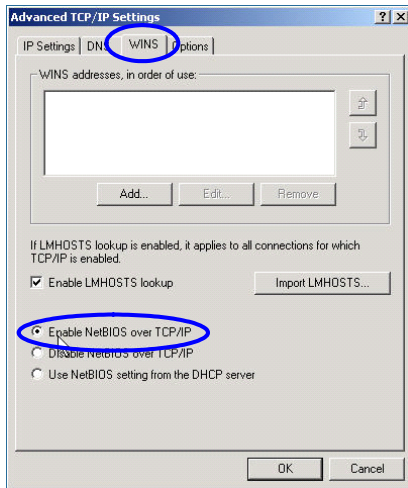 Advanced TCP/IP Settings
IP Settings DNS WINS Options
WINS addresses, in order of use:
Add... Edit... Remove
If LMHOSTS lookup is enabled, it applies to all connections for which
TCP/IP is enabled.
Enable LMHOSTS lookup Import LMHOSTS...
Enable NetBIOS over TCP/IP
Disable NetBIOS over TCP/IP
Use NetBIOS setting from the DHCP server
OK Cancel